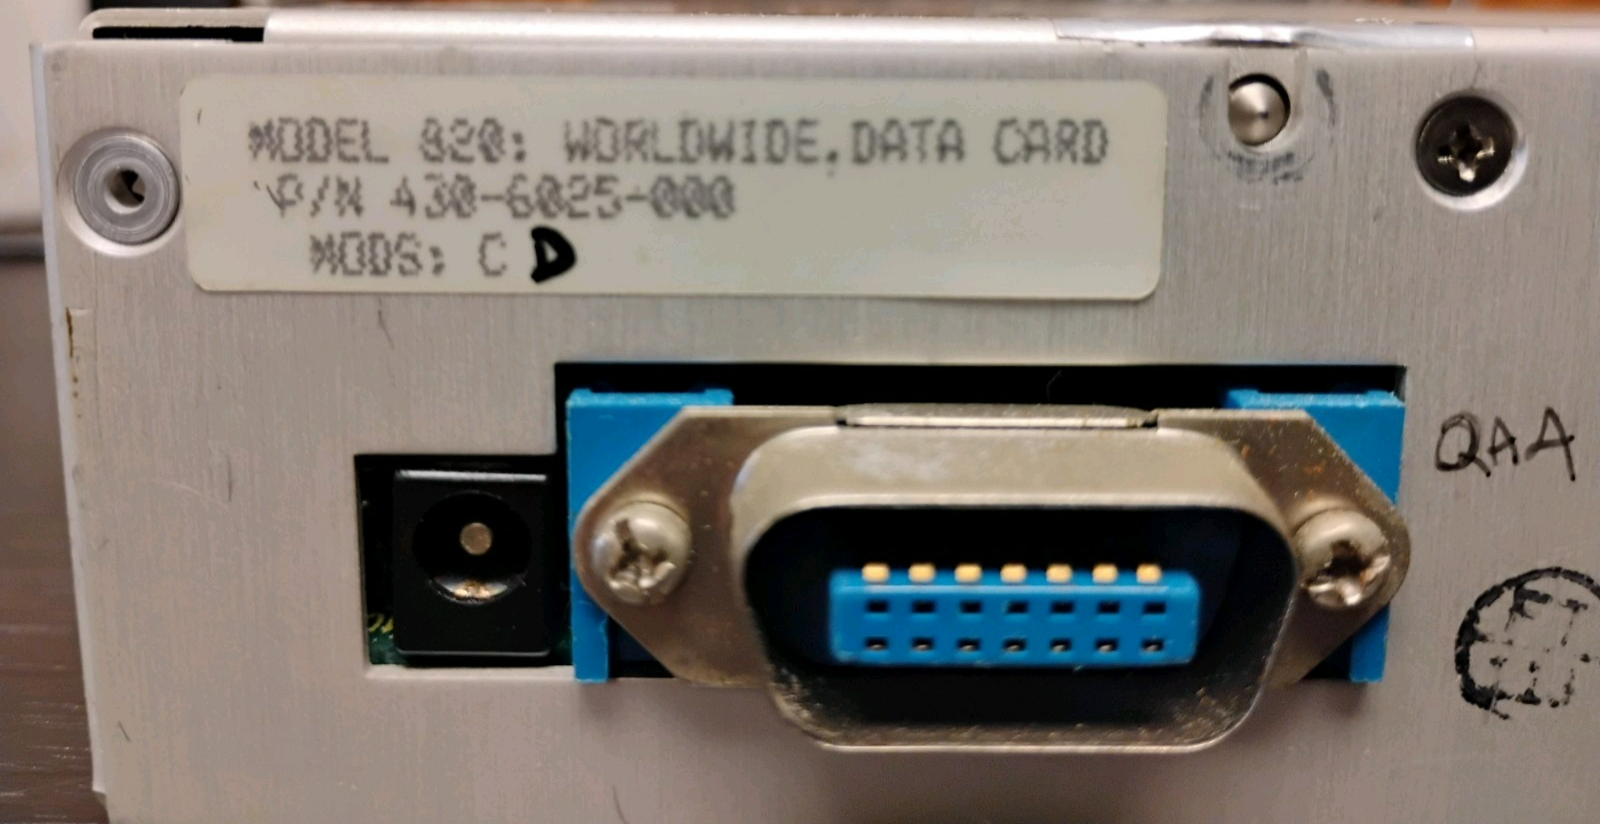 MODEL 820: WORLDWIDE,DATA CARD
P/N 430-6025-000
MODS: C D
QAA